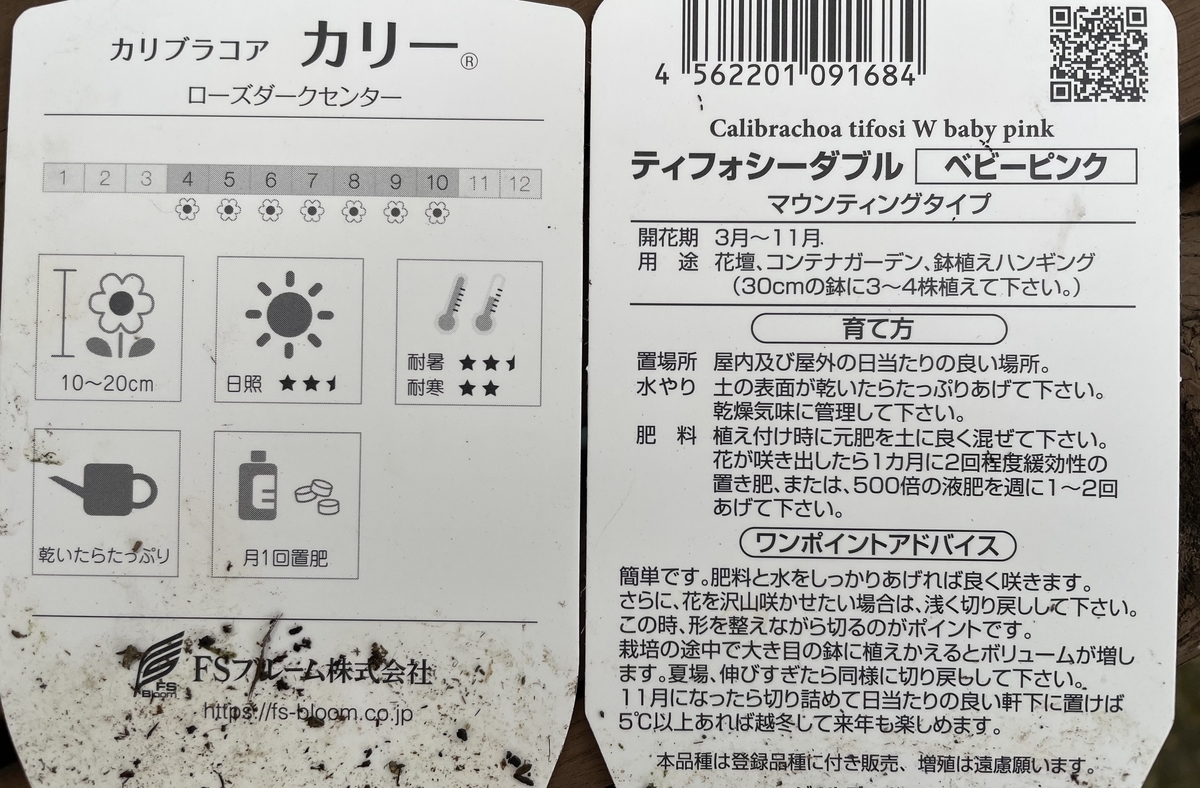 カリブラコア カリー®
ローズダークセンター
1 2 3 4 5 6 7 8 9 10 11 12
10〜20cm
日照 ★★
耐暑 ★★
耐寒 ★★
乾いたらたっぷり
月1回置肥
FS Bloom
FSブルーム株式会社
https://fs-bloom.co.jp
4 562201 091684
Calibrachoa tifosi W baby pink
ティフォシーダブル ベビーピンク
マウンティングタイプ
開花期 3月〜11月.
用途 花壇、コンテナガーデン、鉢植えハンギング
（30cmの鉢に3〜4株植えて下さい。）
育て方
置場所 屋内及び屋外の日当たりの良い場所。
水やり 土の表面が乾いたらたっぷりあげて下さい。
乾燥気味に管理して下さい。
肥料 植え付け時に元肥を土に良く混ぜて下さい。
花が咲き出したら1カ月に2回程度緩効性の
置き肥、または、500倍の液肥を週に1〜2回
あげて下さい。
ワンポイントアドバイス
簡単です。肥料と水をしっかりあげれば良く咲きます。
さらに、花を沢山咲かせたい場合は、浅く切り戻しして下さい。
この時、形を整えながら切るのがポイントです。
栽培の途中で大き目の鉢に植えかえるとボリュームが増し
ます。夏場、伸びすぎたら同様に切り戻しして下さい。
11月になったら切り詰めて日当たりの良い軒下に置けば
5℃以上あれば越冬して来年も楽しめます。
本品種は登録品種に付き販売、増殖は遠慮願います。